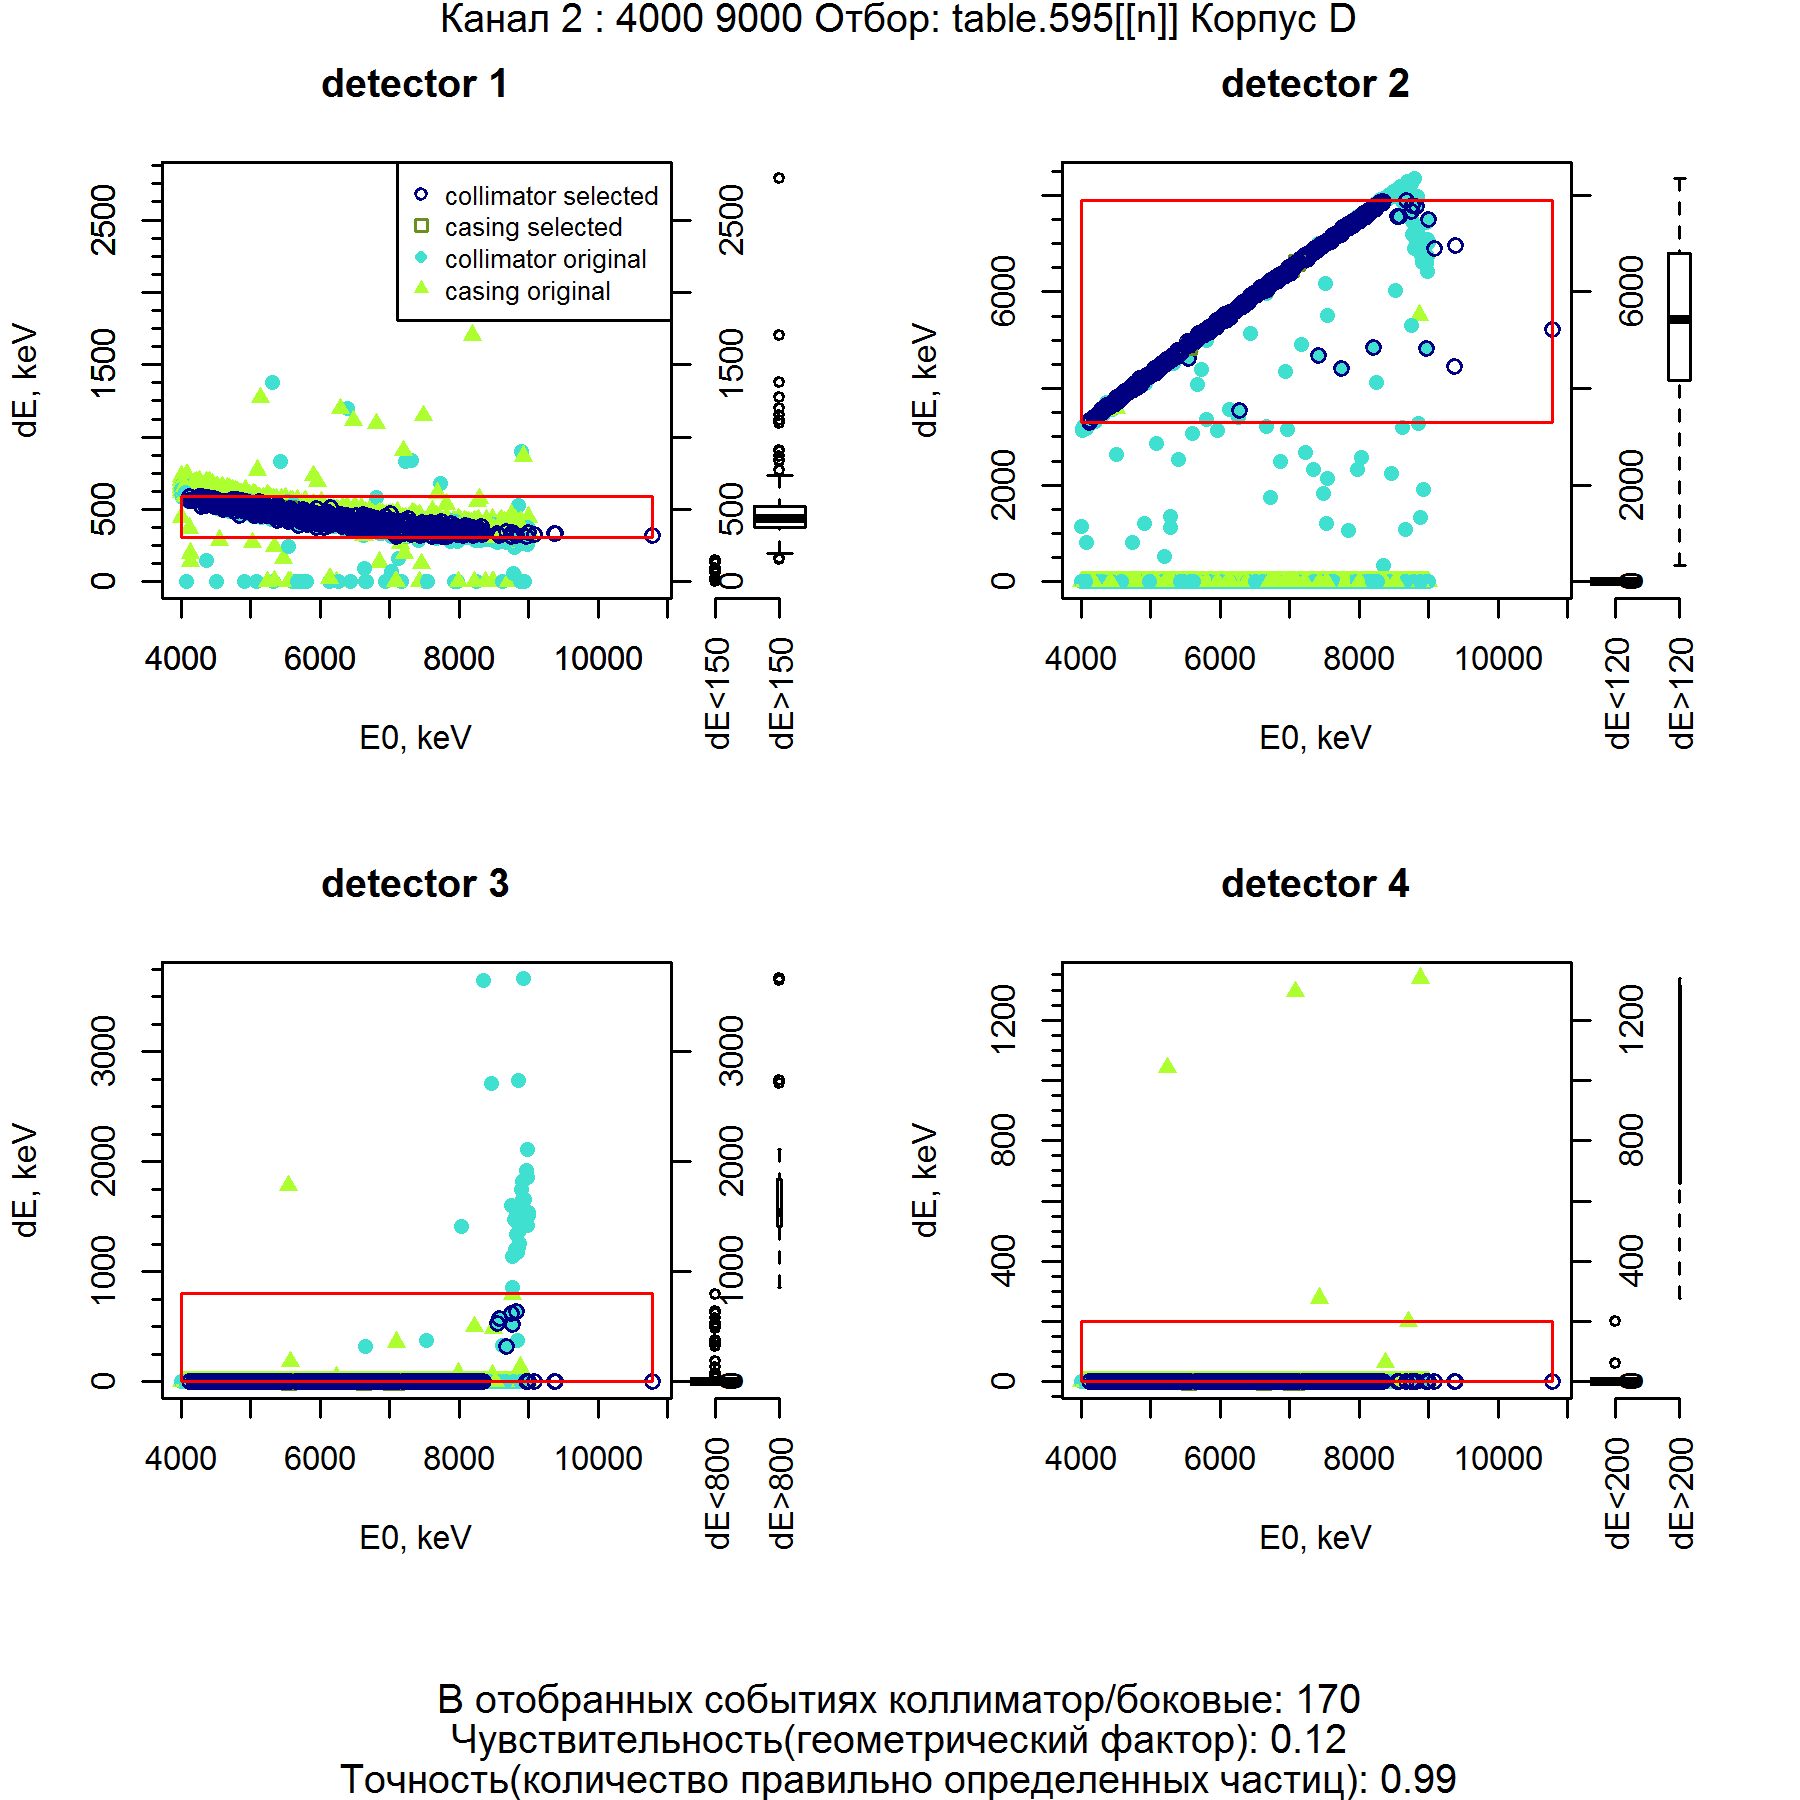 Канал 2 : 4000 9000 Отбор: table.595[[n]] Корпус D
detector 1
dE, keV
0 500 1500 2500
collimator selected
casing selected
collimator original
casing original
4000 6000 8000 10000
E0, keV
0 500 1500 2500
dE<150 dE>150
detector 2
dE, keV
0 2000 6000
4000 6000 8000 10000
E0, keV
0 2000 6000
dE<120 dE>120
detector 3
dE, keV
0 1000 2000 3000
4000 6000 8000 10000
E0, keV
0 1000 2000 3000
dE<800 dE>800
detector 4
dE, keV
0 400 800 1200
4000 6000 8000 10000
E0, keV
0 400 800 1200
dE<200 dE>200
В отобранных событиях коллиматор/боковые: 170
Чувствительность(геометрический фактор): 0.12
Точность(количество правильно определенных частиц): 0.99